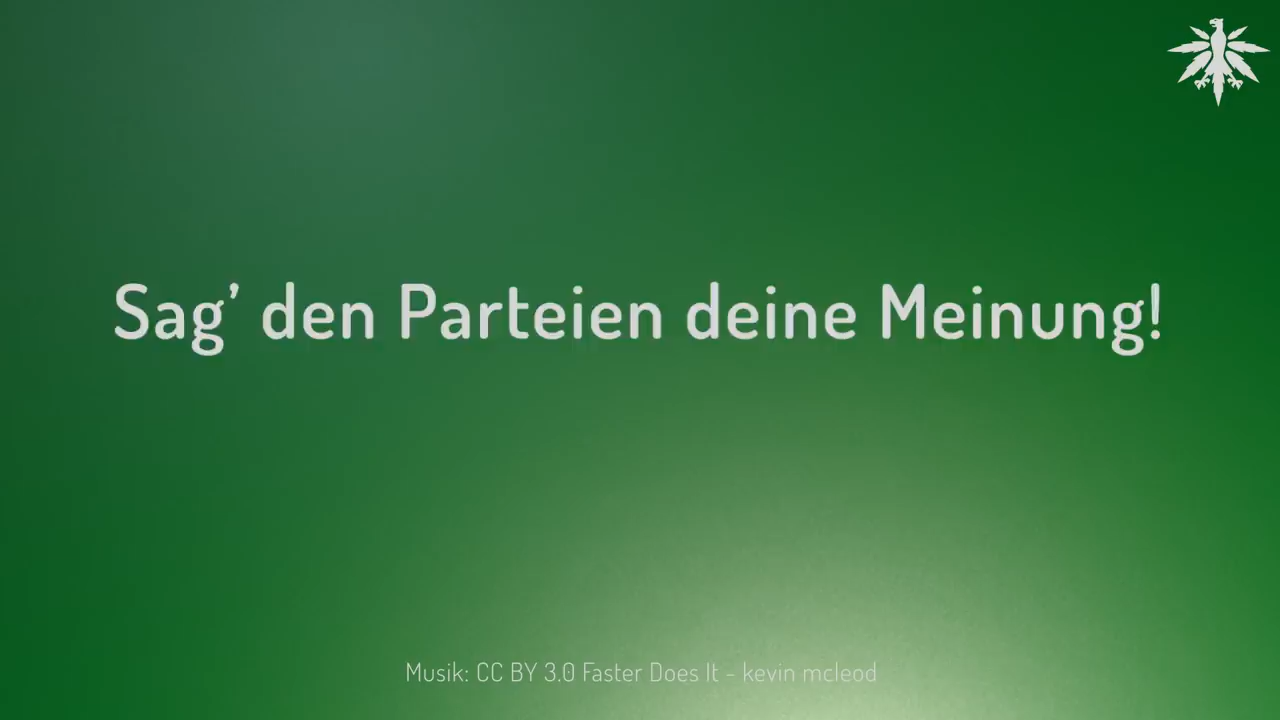 Sag’ den Parteien deine Meinung!
Musik: CC BY 3.0 Faster Does It - kevin mcleod